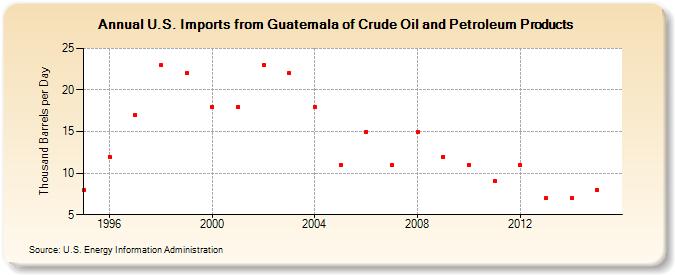 Annual U.S. Imports from Guatemala of Crude Oil and Petroleum Products
Thousand Barrels per Day
25
20
15
10
5
1996 2000 2004 2008 2012
Source: U.S. Energy Information Administration